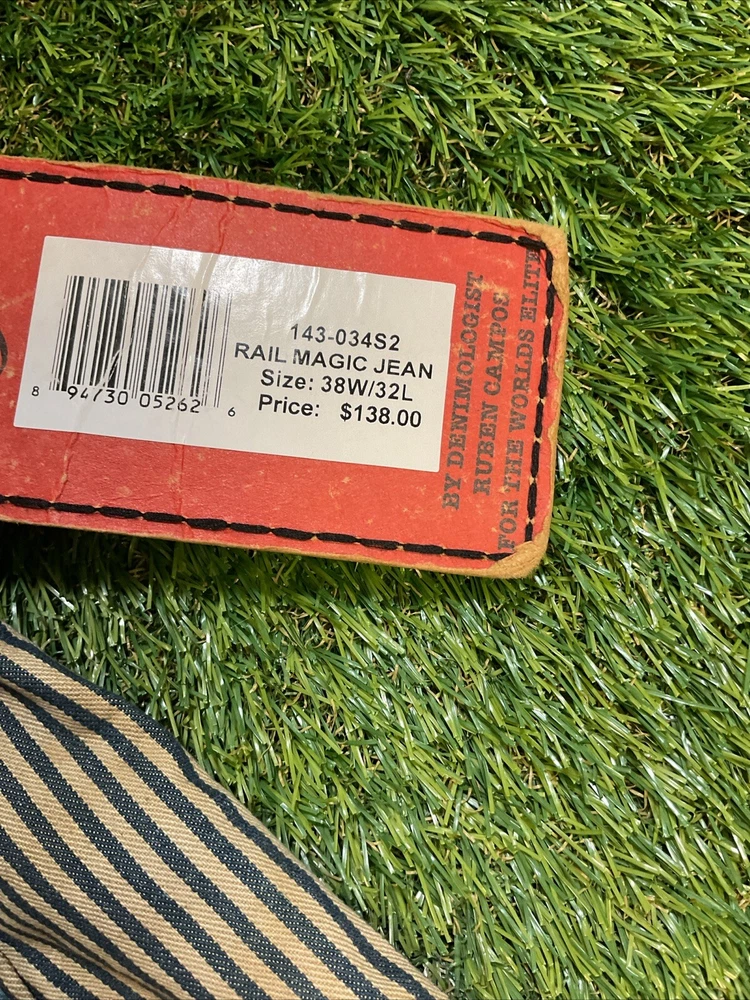 143-034S2
RAIL MAGIC JEAN
Size: 38W/32L
Price: $138.00
8 94730 05262 6
BY DENIMOLOGIST
RUBEN CAMPOS
FOR THE WORLDS ELITE